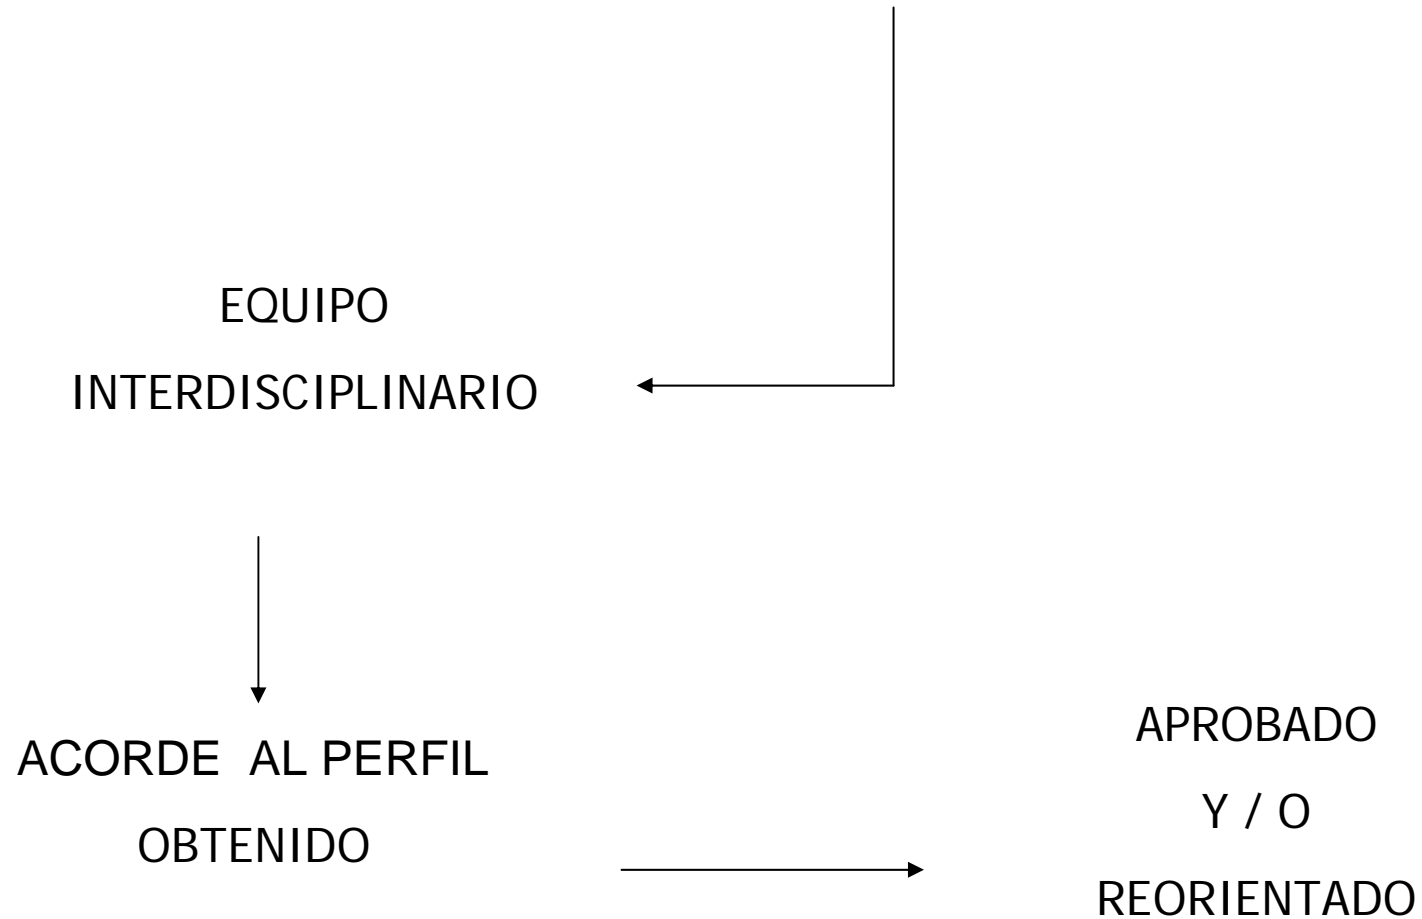 EQUIPO
INTERDISCIPLINARIO
ACORDE  AL PERFIL
OBTENIDO
APROBADO
Y / O
REORIENTADO